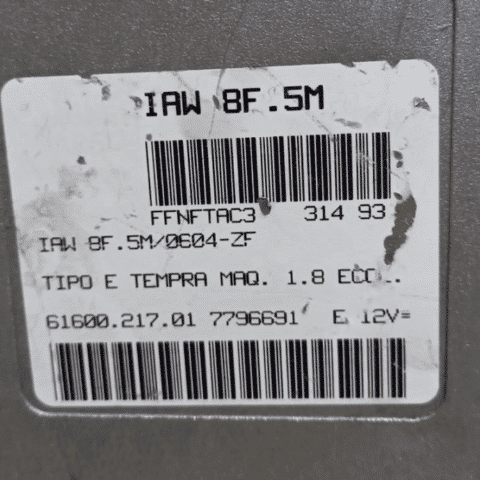 IAW 8F.5M
FFNFTAC3 314 93
IAW 8F.5M/0604-ZF
TIPO E TEMPRA MAQ. 1.8
61600.217.01 7796691 E 12V=